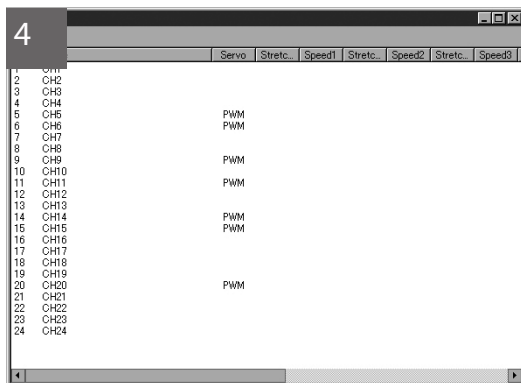 4
Servo Stretc... Speed1 Stretc... Speed2 Stretc... Speed3
1 CH1
2 CH2
3 CH3
4 CH4
5 CH5 PWM
6 CH6 PWM
7 CH7
8 CH8
9 CH9 PWM
10 CH10
11 CH11 PWM
12 CH12
13 CH13
14 CH14 PWM
15 CH15 PWM
16 CH16
17 CH17
18 CH18
19 CH19
20 CH20 PWM
21 CH21
22 CH22
23 CH23
24 CH24